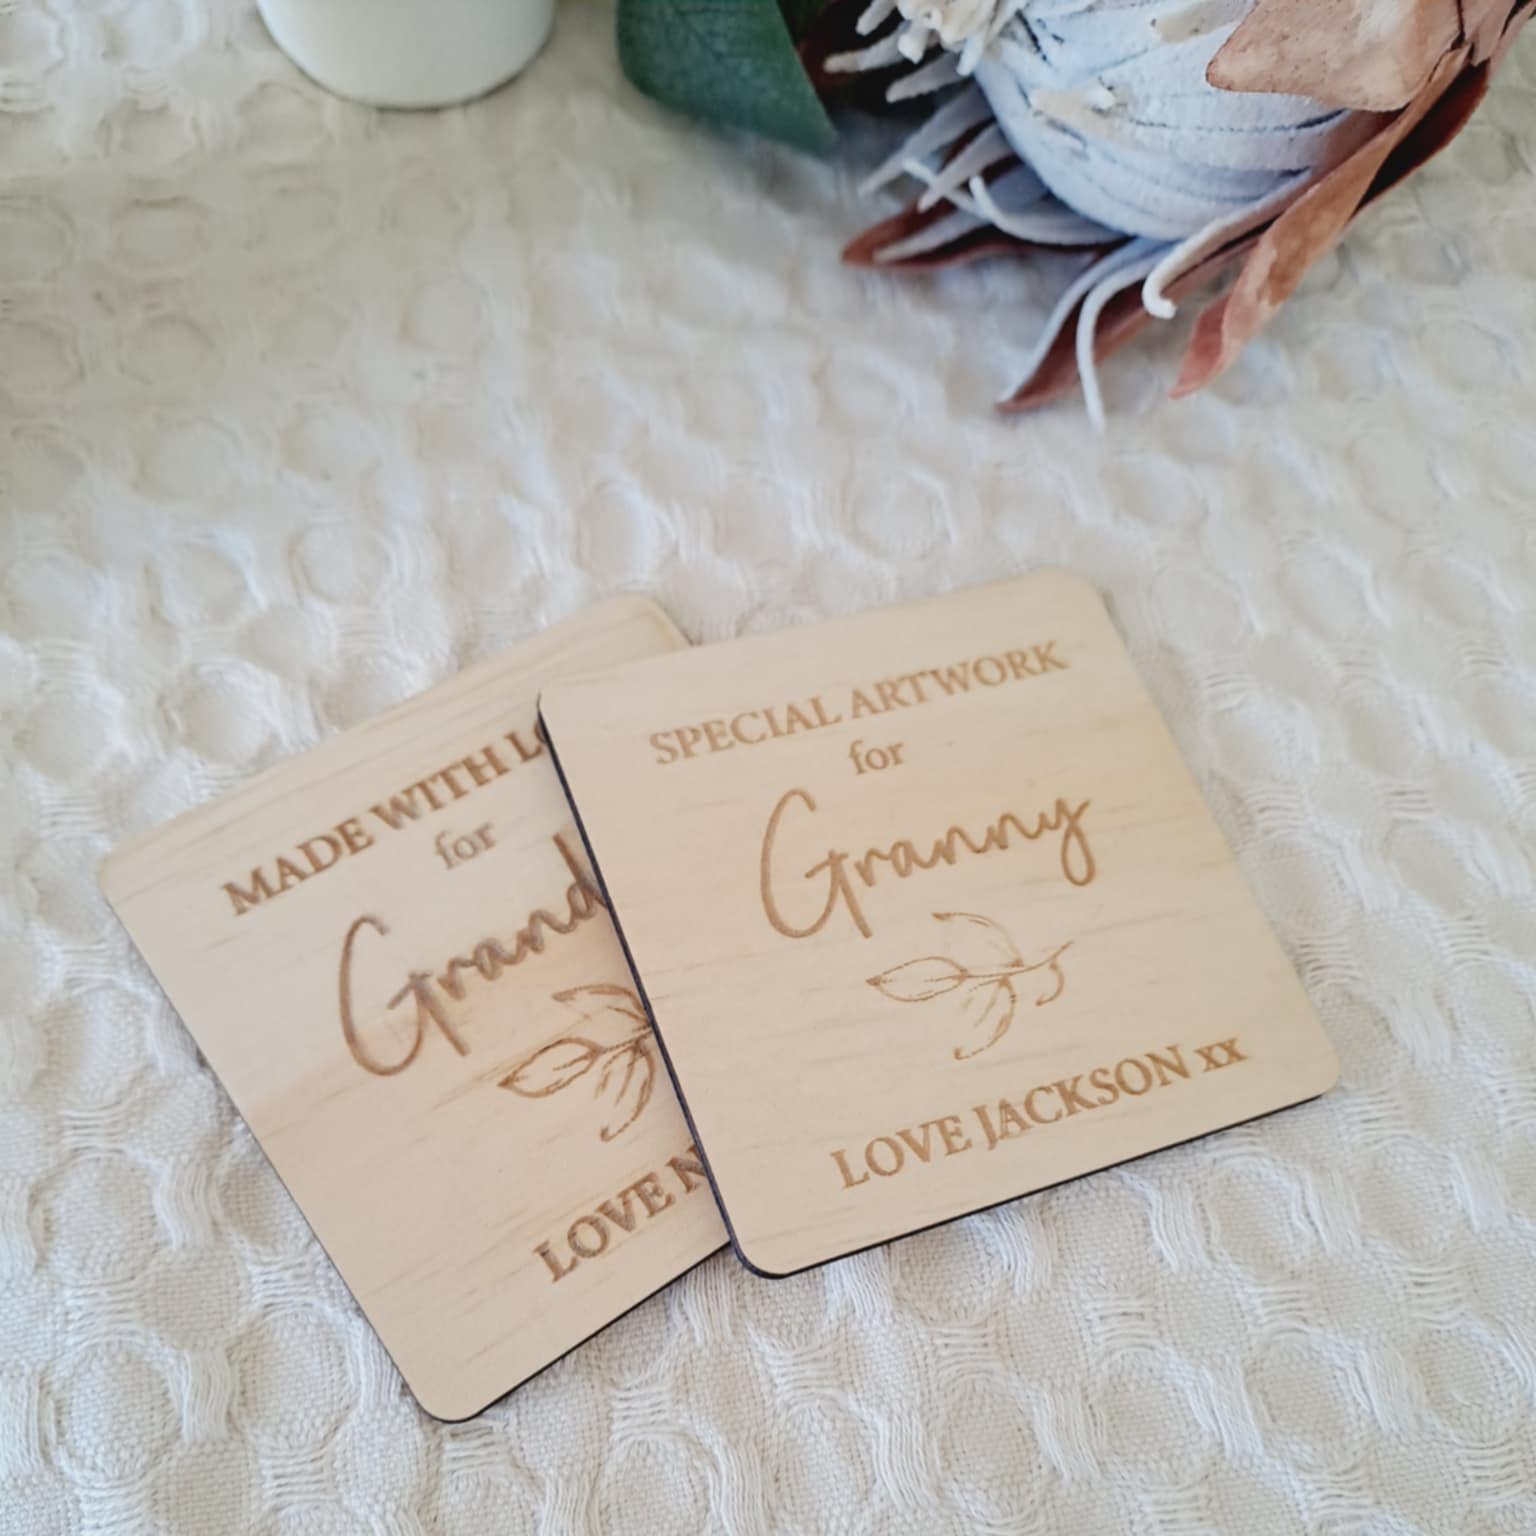 SPECIAL ARTWORK
for
Granny
LOVE JACKSON xx
MADE WITH
for
LOVE